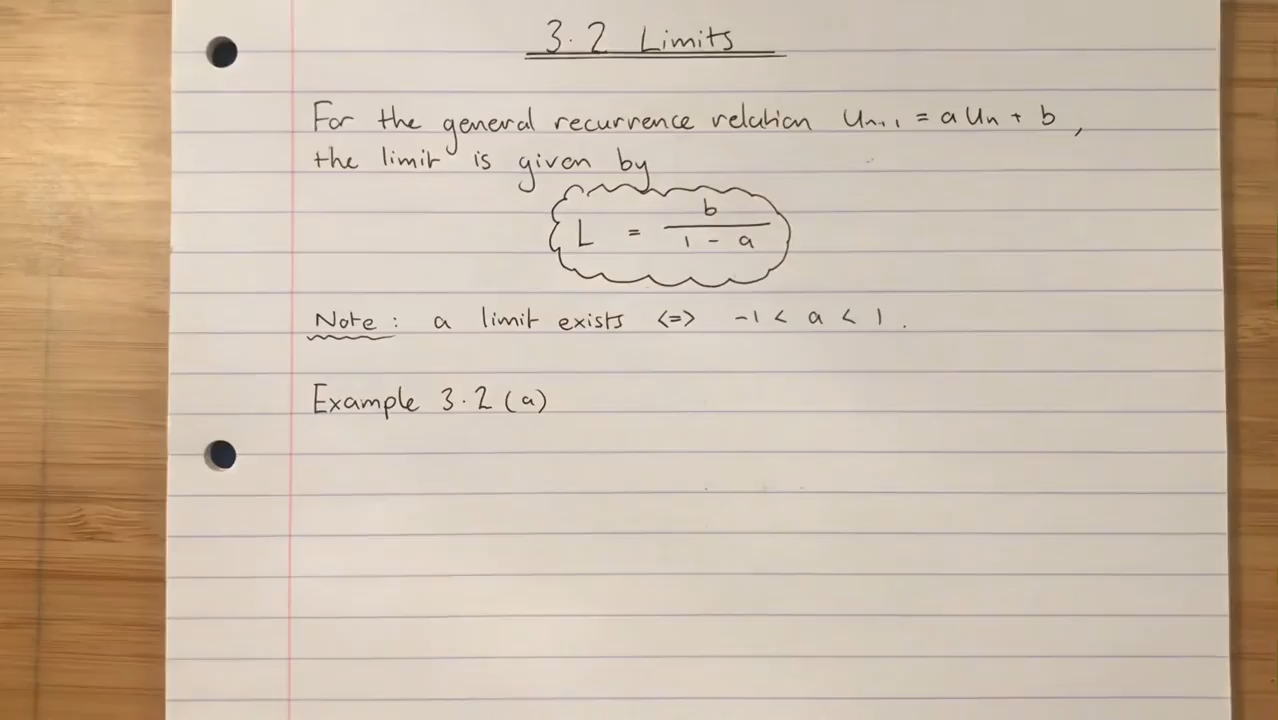 3.2 Limits
For the general recurrence relation Uₙ₊₁ = a Uₙ + b,
the limit is given by
L = b / (1 - a)
Note: a limit exists <=> -1 < a < 1.
Example 3.2 (a)